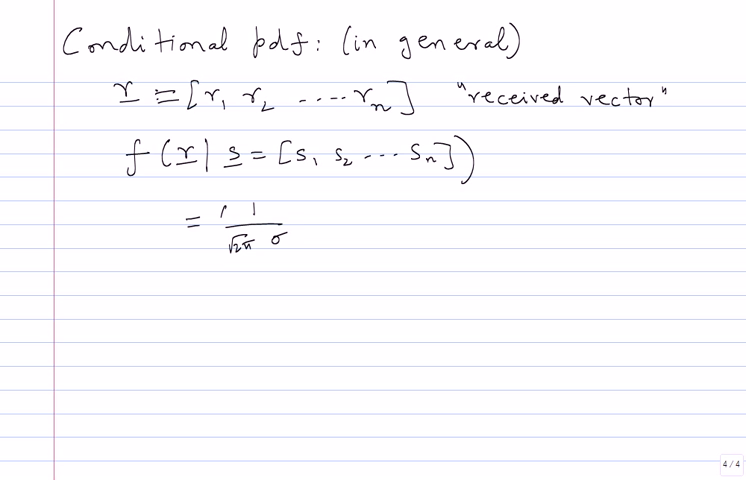 Conditional pdf: (in general)
r ≡ [r₁ r₂ ..... rₙ] "received vector"
f (r | s = [s₁ s₂ ... sₙ])
= ( 1 / √2π σ
4 / 4